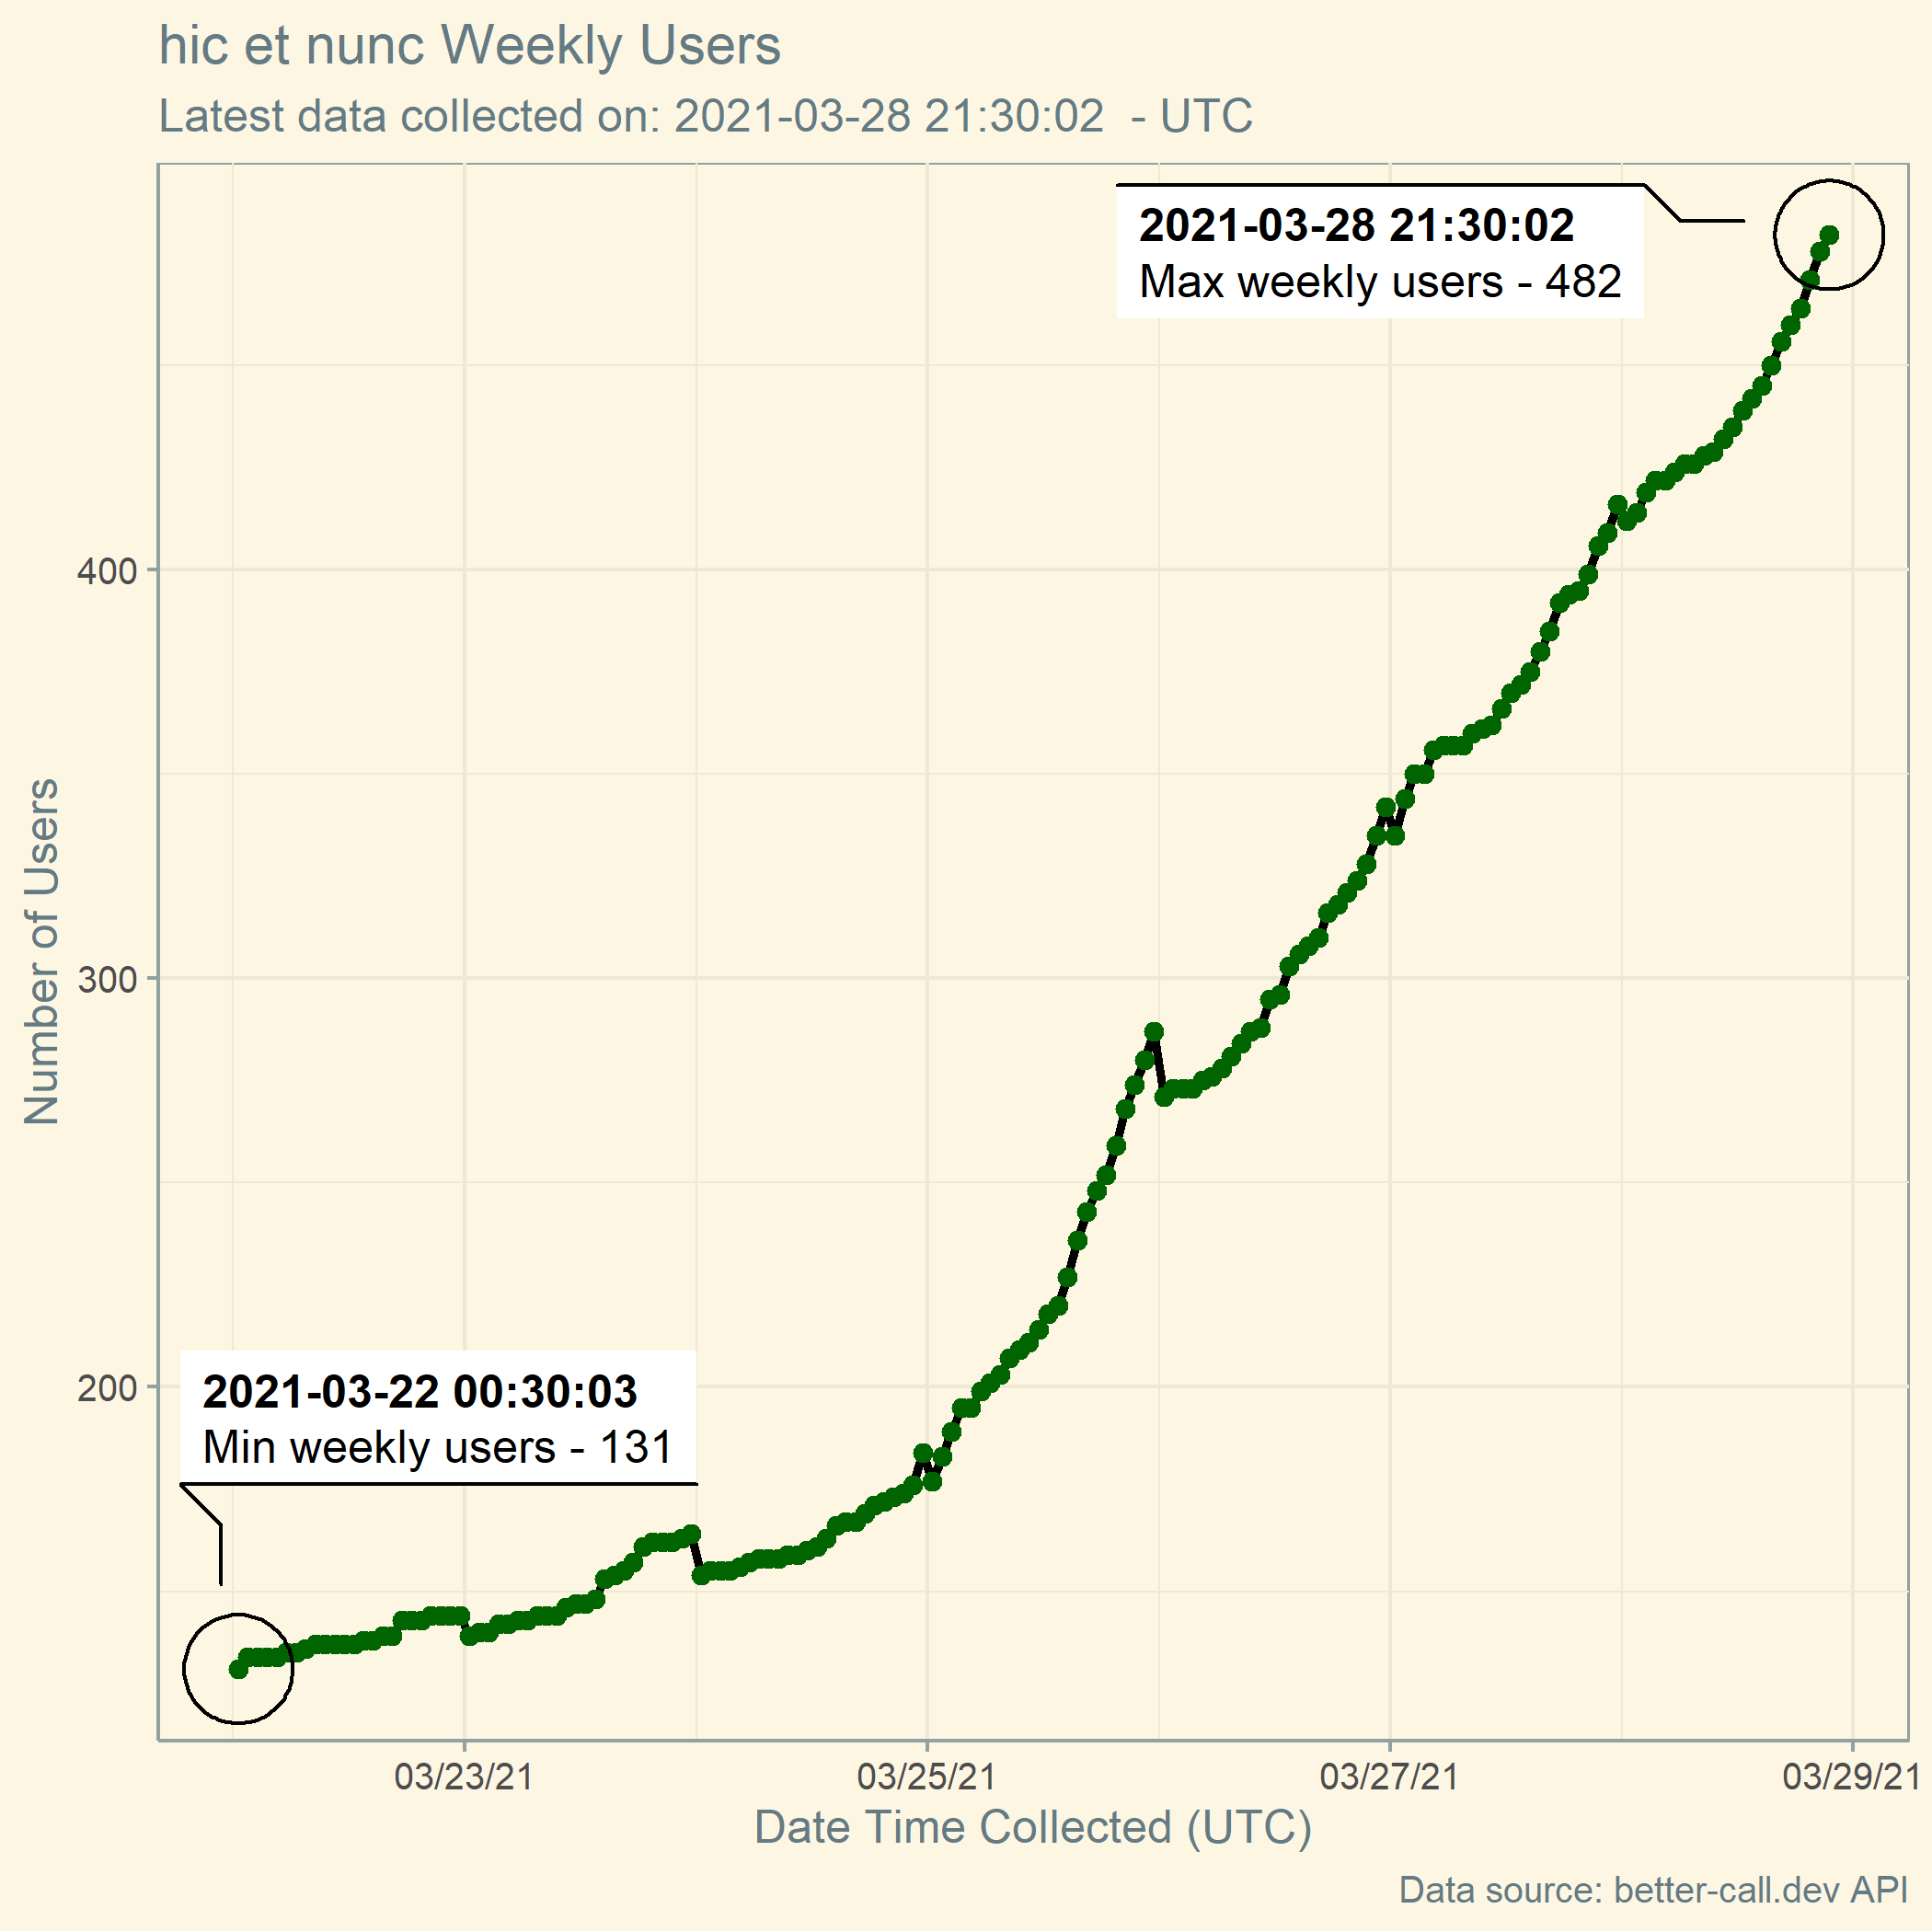 hic et nunc Weekly Users
Latest data collected on: 2021-03-28 21:30:02  - UTC
2021-03-28 21:30:02
Max weekly users - 482
400
300
200
Number of Users
2021-03-22 00:30:03
Min weekly users - 131
03/23/21
03/25/21
03/27/21
03/29/21
Date Time Collected (UTC)
Data source: better-call.dev API